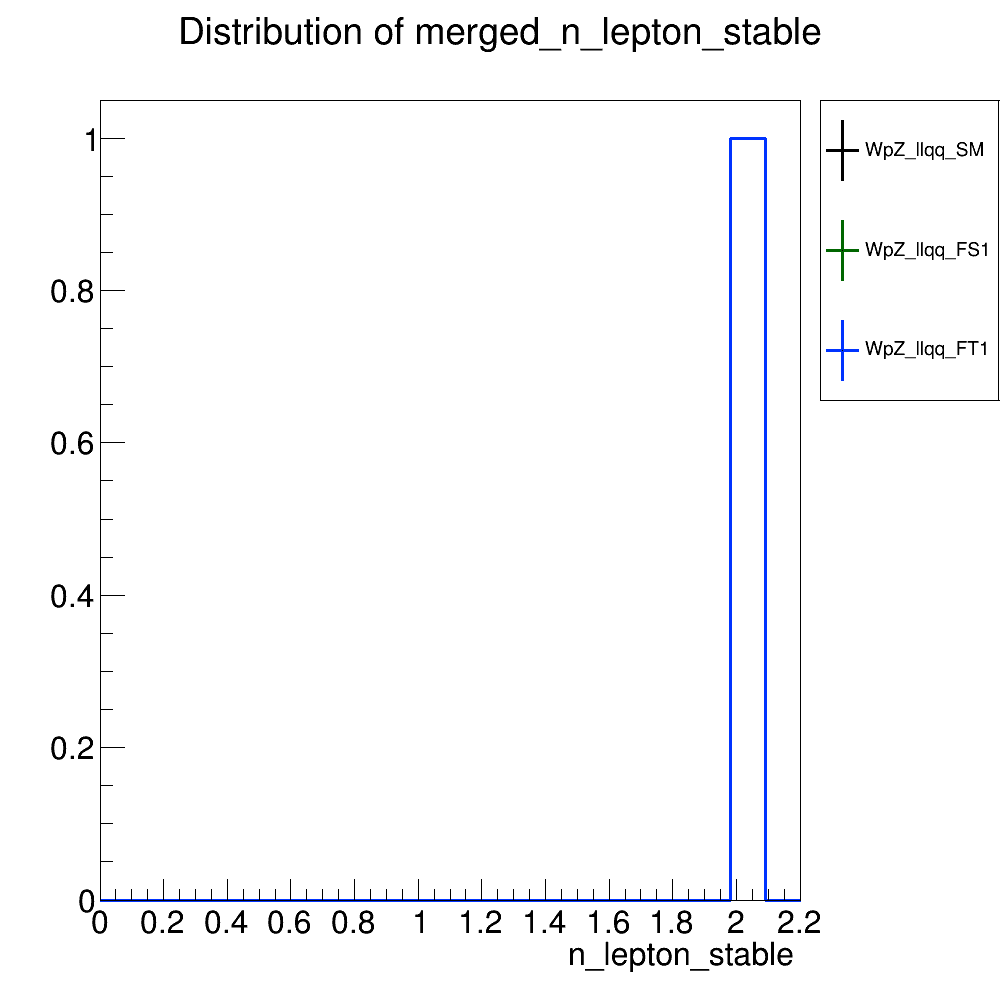 Distribution of merged_n_lepton_stable
1
0.8
0.6
0.4
0.2
0
0 0.2 0.4 0.6 0.8 1 1.2 1.4 1.6 1.8 2 2.2
n_lepton_stable
WpZ_llqq_SM
WpZ_llqq_FS1
WpZ_llqq_FT1